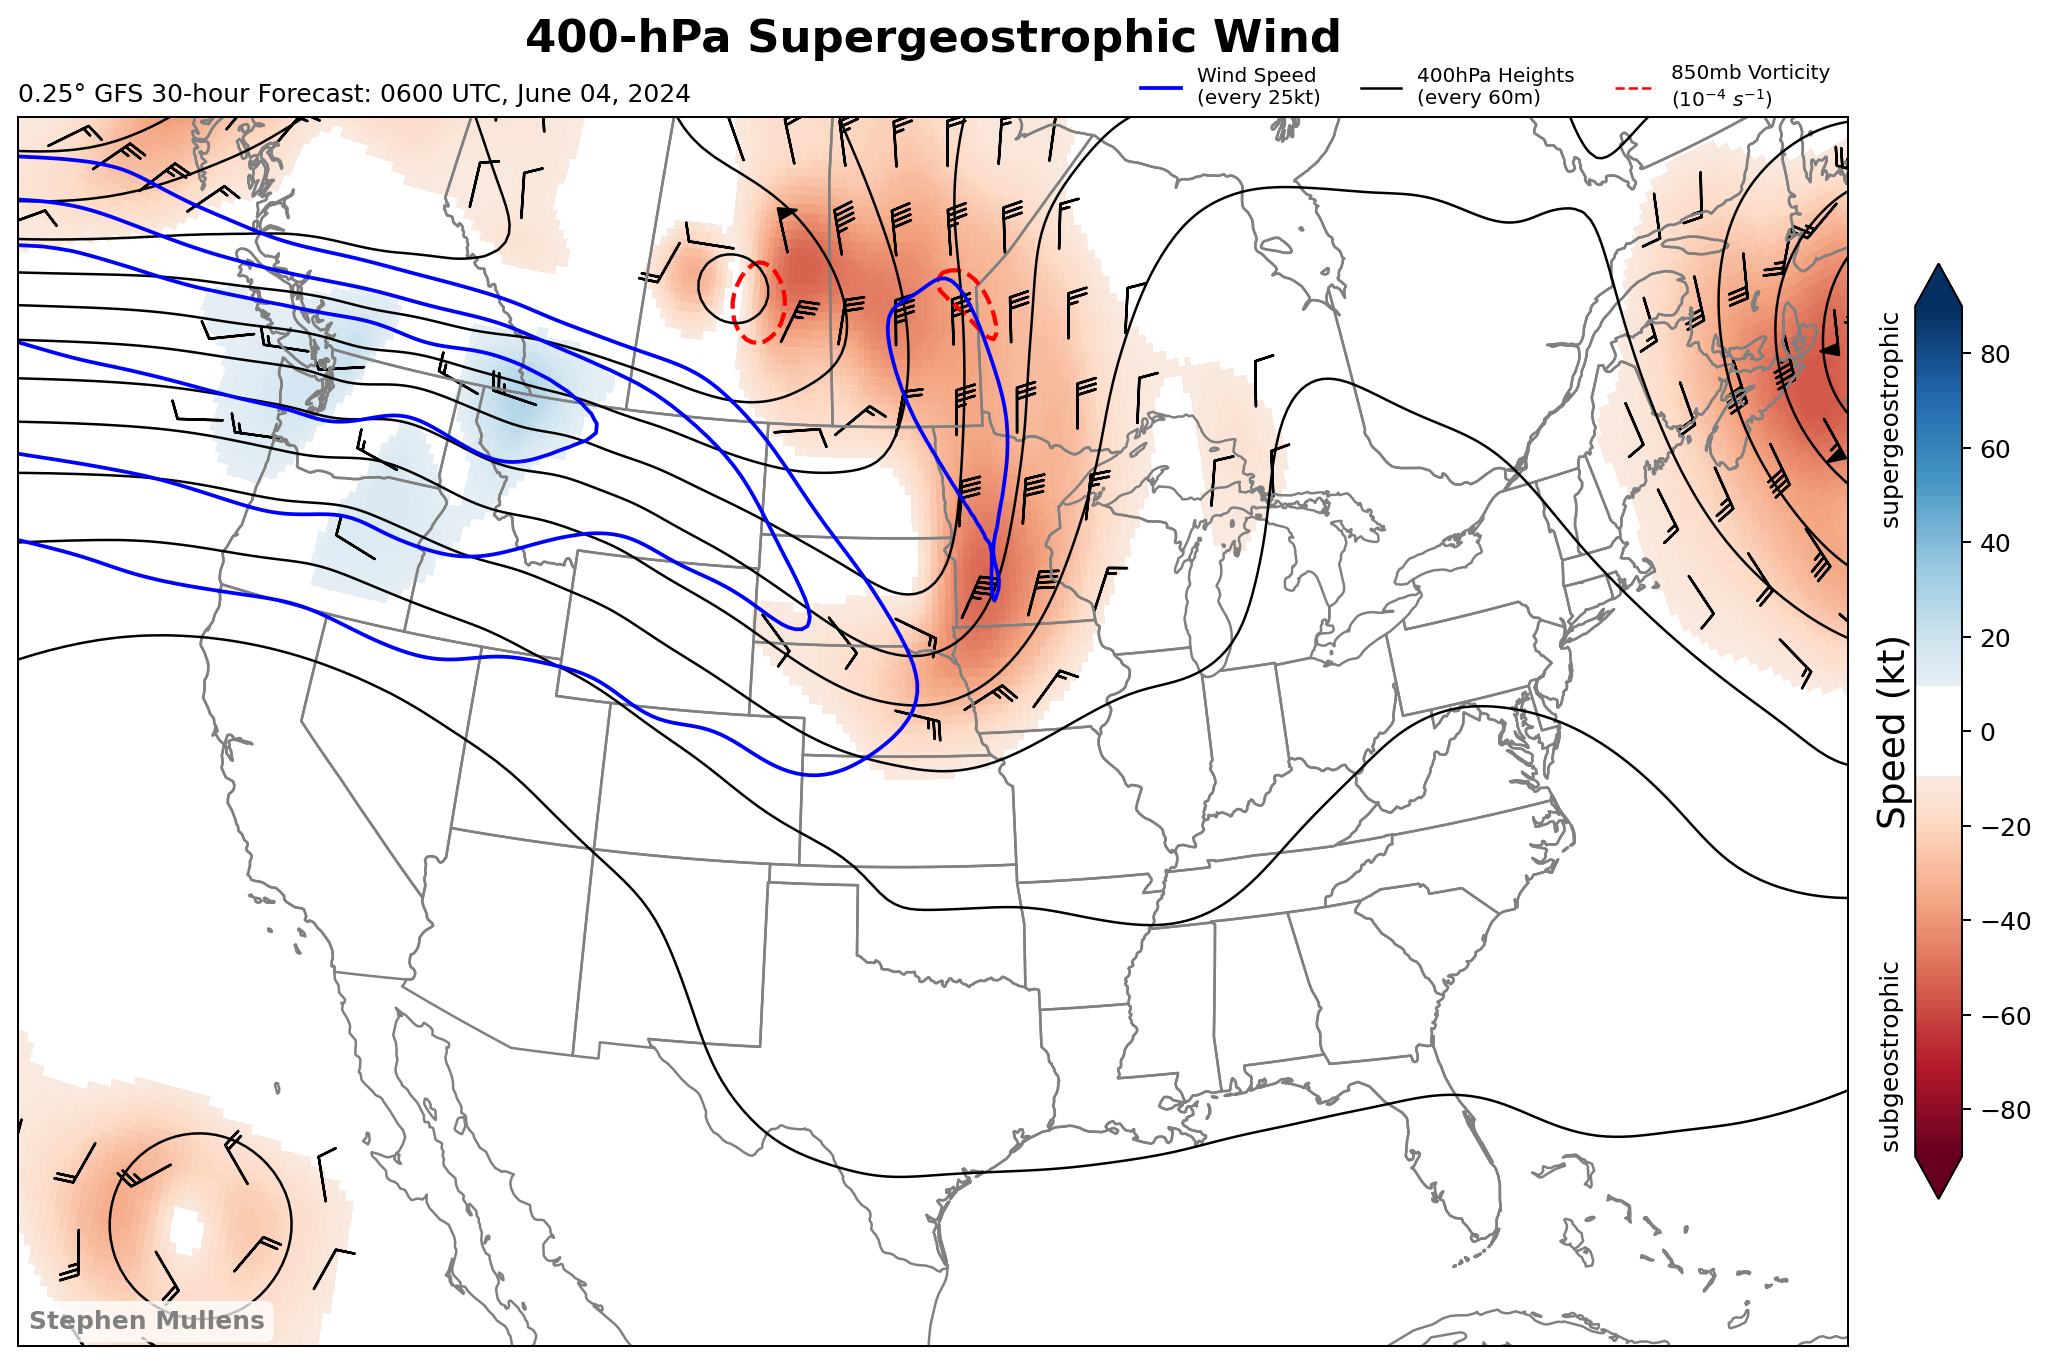 400-hPa Supergeostrophic Wind
0.25° GFS 30-hour Forecast: 0600 UTC, June 04, 2024
Wind Speed
(every 25kt)
400hPa Heights
(every 60m)
850mb Vorticity
(10⁻⁴ s⁻¹)
supergeostrophic
Speed (kt)
subgeostrophic
80
60
40
20
0
−20
−40
−60
−80
Stephen Mullens